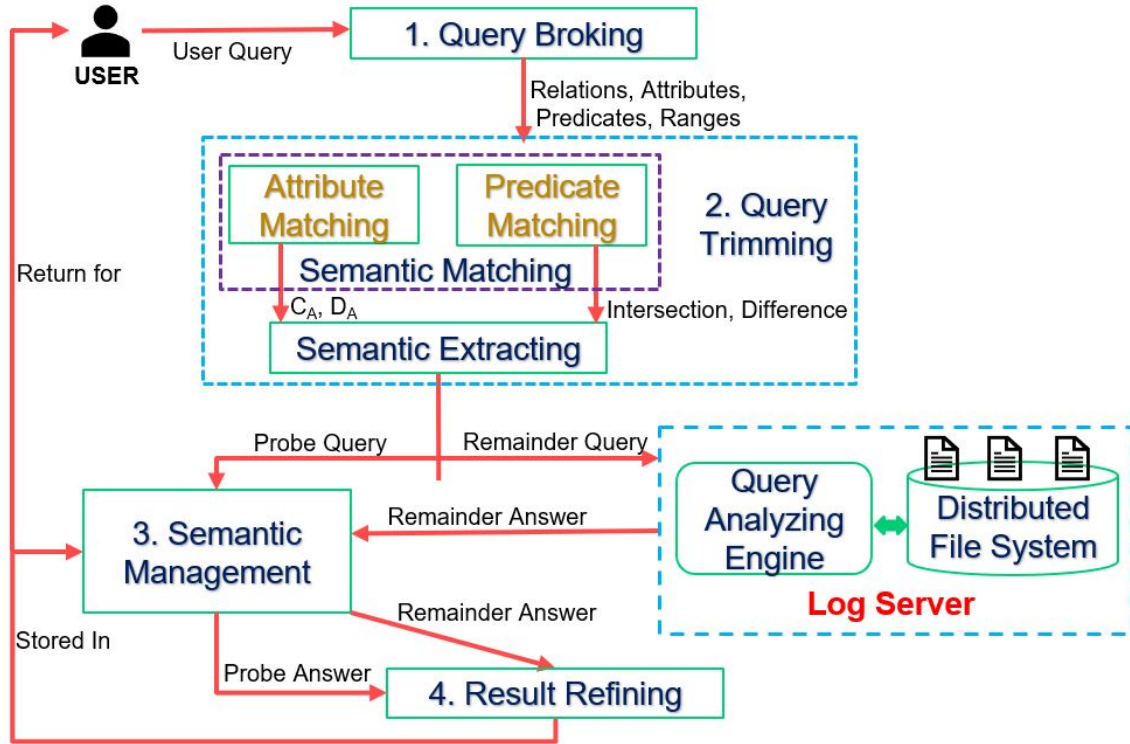 USER
User Query
1. Query Broking
Relations, Attributes,
Predicates, Ranges
Attribute
Matching
Predicate
Matching
Semantic Matching
2. Query
Trimming
Return for
C_A, D_A
Intersection, Difference
Semantic Extracting
Probe Query
Remainder Query
3. Semantic
Management
Remainder Answer
Query
Analyzing
Engine
Distributed
File System
Log Server
Remainder Answer
Stored In
Probe Answer
4. Result Refining